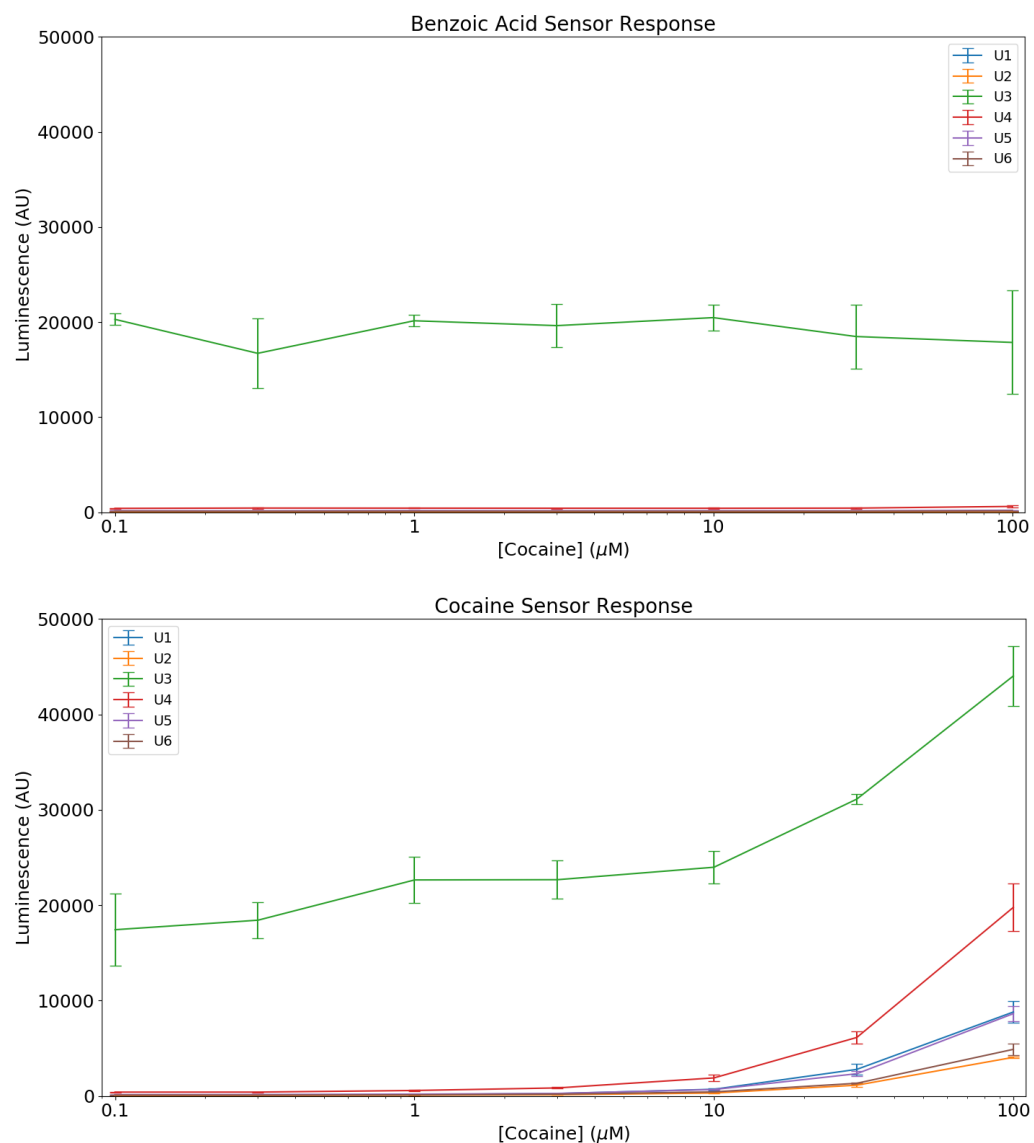 Benzoic Acid Sensor Response
50000
40000
30000
20000
10000
0
Luminescence (AU)
U1
U2
U3
U4
U5
U6
0.1
1
10
100
[Cocaine] (μM)
Cocaine Sensor Response
50000
40000
30000
20000
10000
0
Luminescence (AU)
U1
U2
U3
U4
U5
U6
0.1
1
10
100
[Cocaine] (μM)